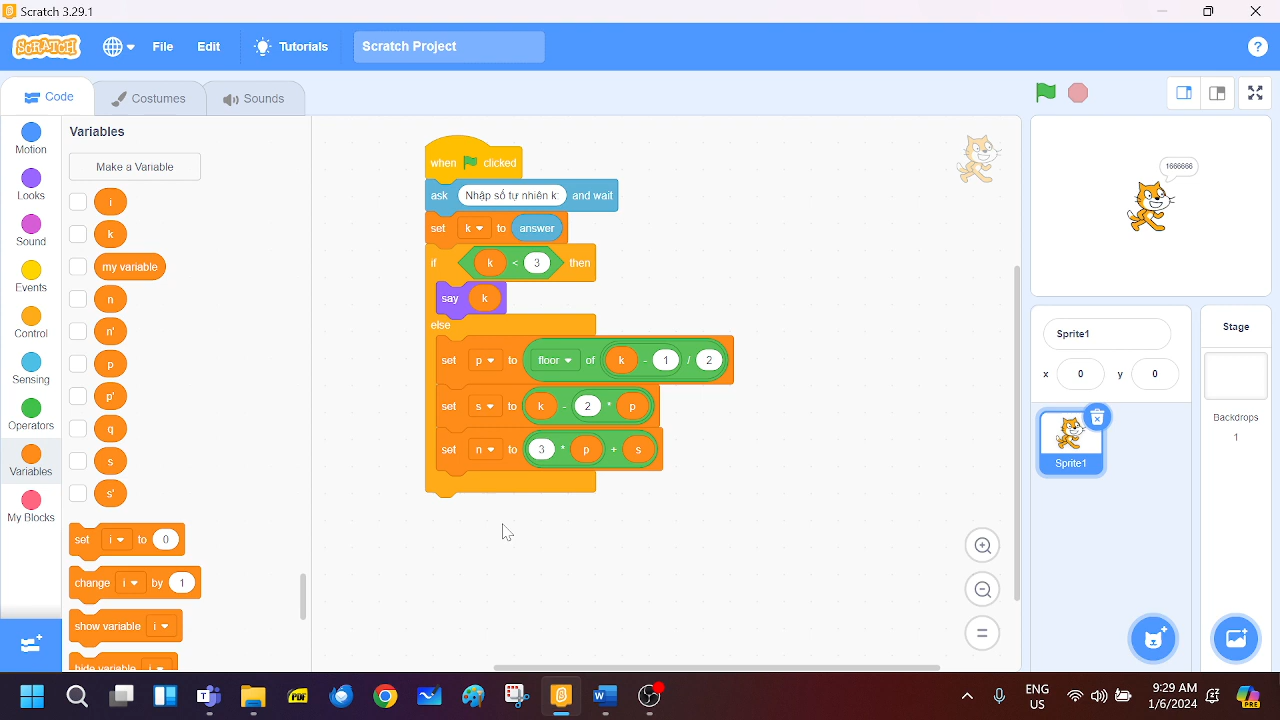 Scratch 3.29.1
SCRATCH File Edit Tutorials Scratch Project ?
Code Costumes Sounds
Motion
Looks
Sound
Events
Control
Sensing
Operators
Variables
My Blocks
Variables
Make a Variable
i
k
my variable
n
n'
p
p'
q
s
s'
set i to 0
change i by 1
show variable i
hide variable i
when clicked
ask Nhập số tự nhiên k: and wait
set k to answer
if k < 3 then
say k
else
set p to floor of k - 1 / 2
set s to k - 2 * p
set n to 3 * p + s
1666666
Sprite1
x 0 y 0
Sprite1
Stage
Backdrops
1
PDF
ENG
US
9:29 AM
1/6/2024
PRE